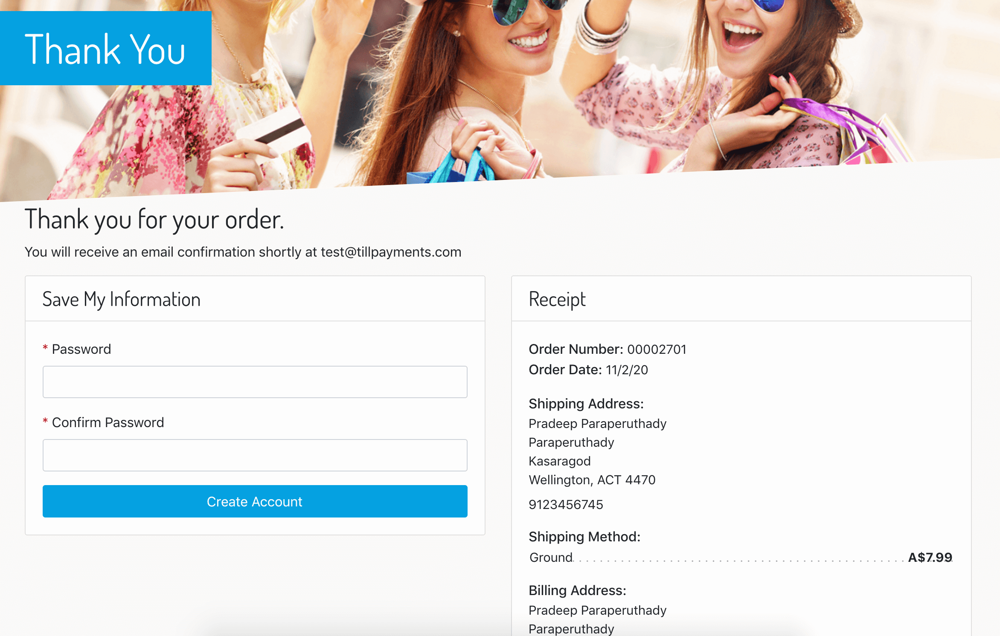 Thank You
Thank you for your order.
You will receive an email confirmation shortly at test@tillpayments.com
Save My Information
* Password
* Confirm Password
Create Account
Receipt
Order Number: 00002701
Order Date: 11/2/20
Shipping Address:
Pradeep Paraperuthady
Paraperuthady
Kasaragod
Wellington, ACT 4470
9123456745
Shipping Method:
Ground A$7.99
Billing Address:
Pradeep Paraperuthady
Paraperuthady